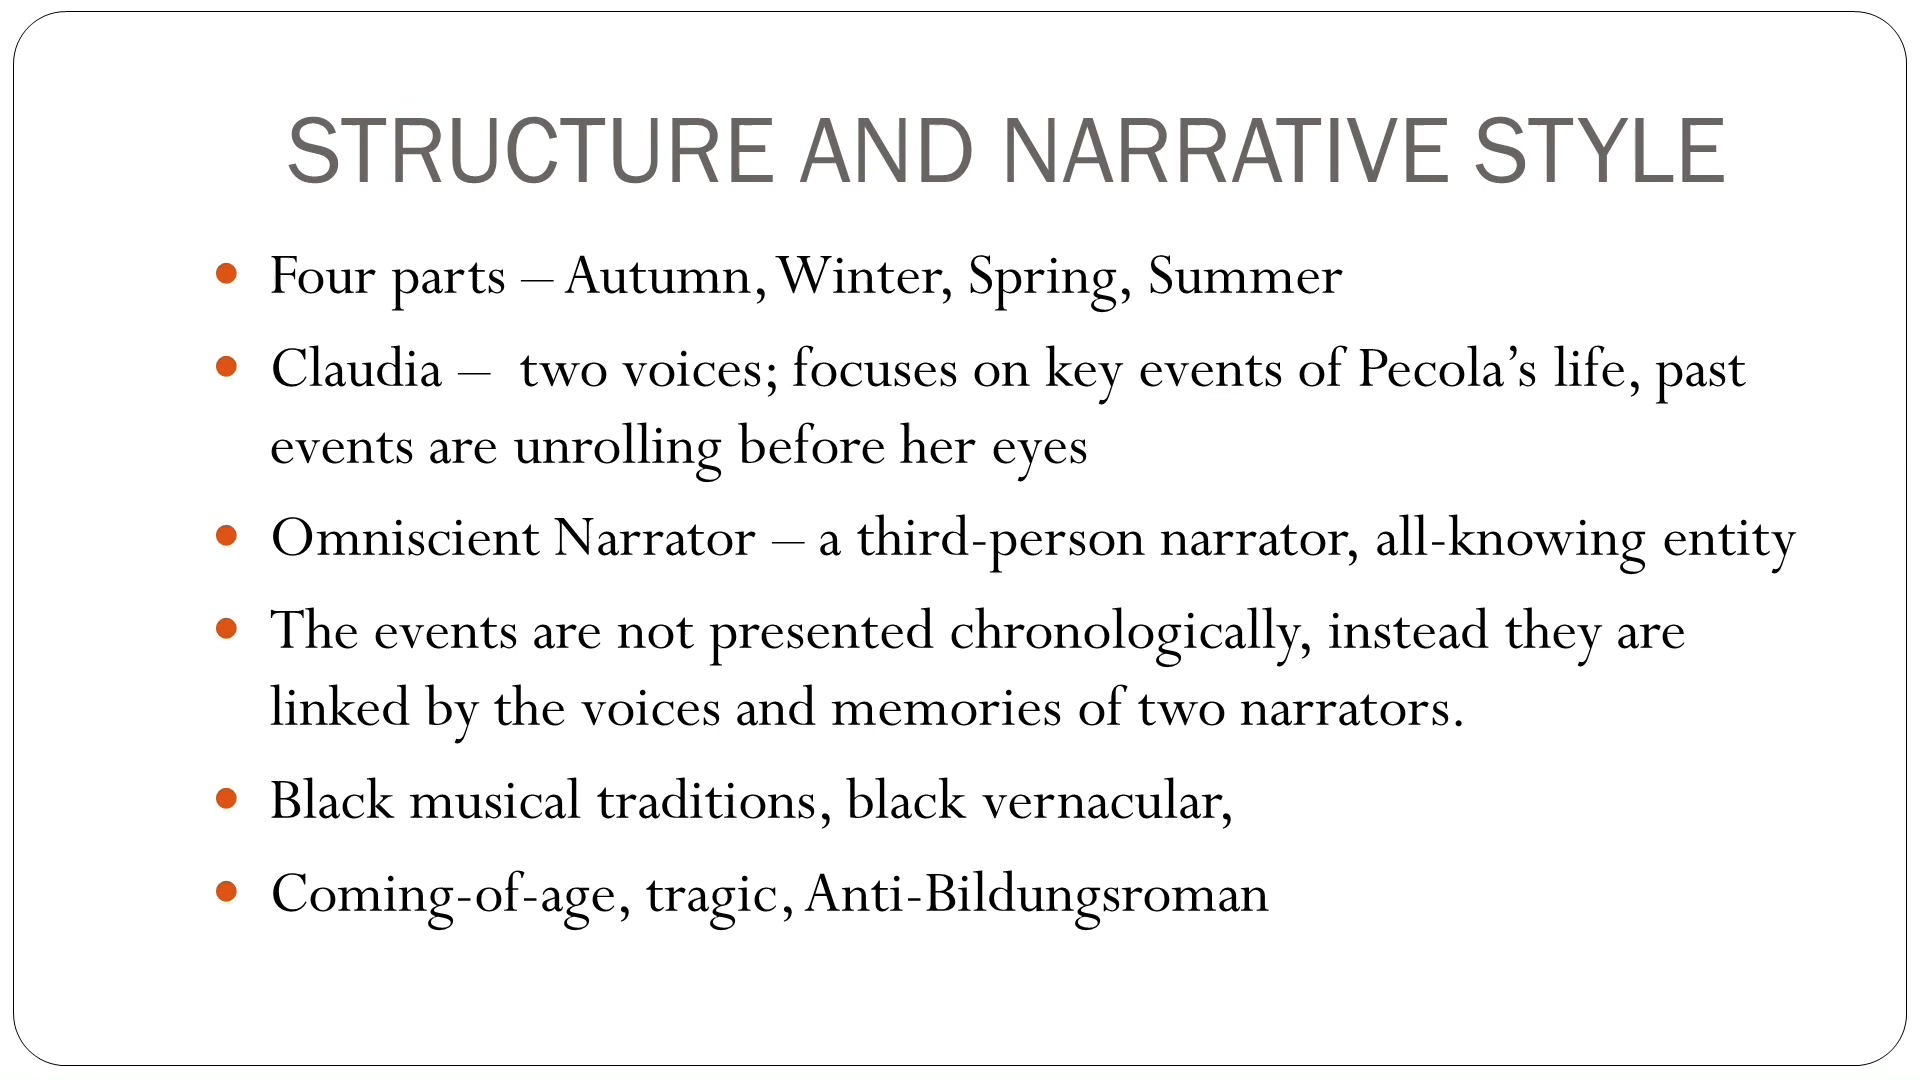 STRUCTURE AND NARRATIVE STYLE
• Four parts – Autumn, Winter, Spring, Summer
• Claudia – two voices; focuses on key events of Pecola’s life, past
events are unrolling before her eyes
• Omniscient Narrator – a third-person narrator, all-knowing entity
• The events are not presented chronologically, instead they are
linked by the voices and memories of two narrators.
• Black musical traditions, black vernacular,
• Coming-of-age, tragic, Anti-Bildungsroman